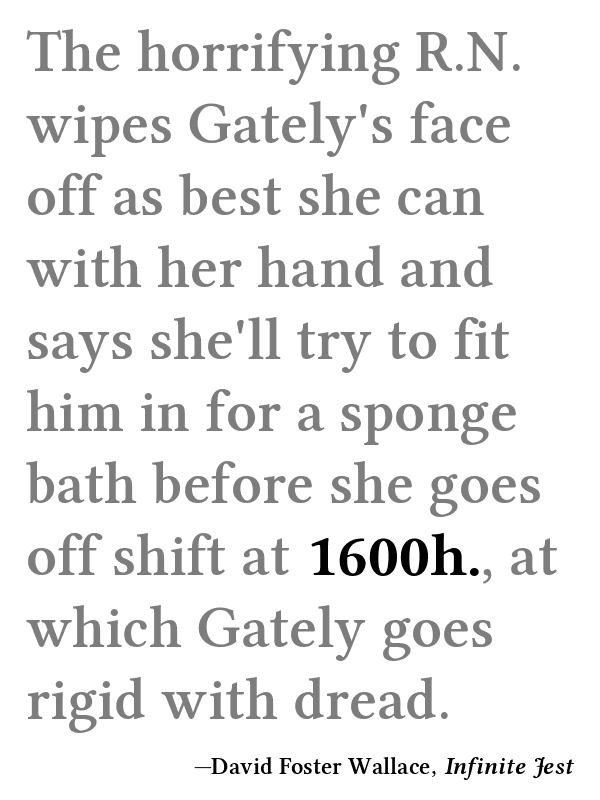 The horrifying R.N.
wipes Gately's face
off as best she can
with her hand and
says she'll try to fit
him in for a sponge
bath before she goes
off shift at 1600h., at
which Gately goes
rigid with dread.
—David Foster Wallace, Infinite Jest